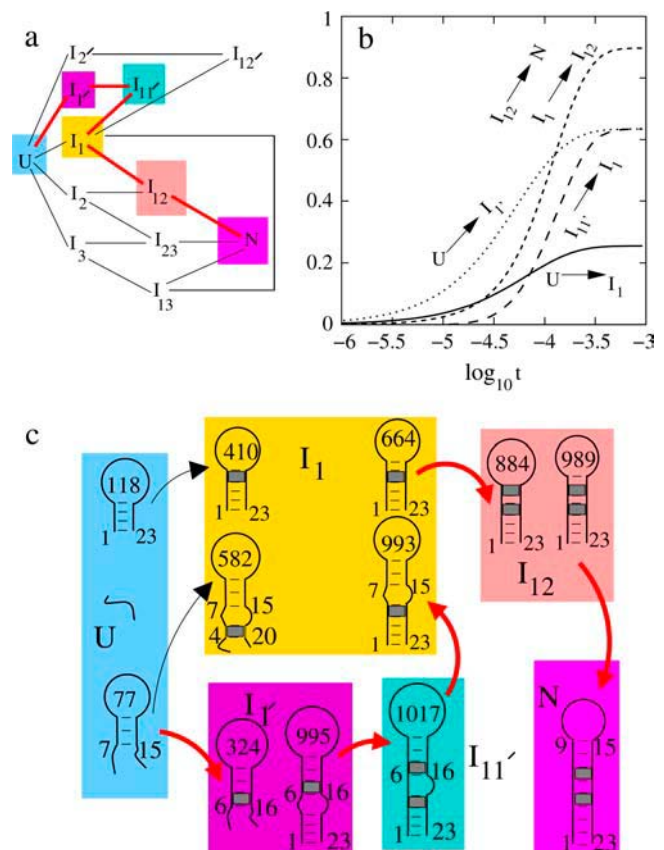 a
I2′
I12′
I1′
I11′
U
I1
I2
I12
I3
I23
N
I13
b
1
0.8
0.6
0.4
0.2
0
I12 → N
I1 → I12
U → I1′
I11′ → I1
U → I1
−6 −5.5 −5 −4.5 −4 −3.5 −3
log10 t
c
118
1 23
U
77
7 15
410
1 23
I1
664
1 23
582
7 15
4 20
993
7 15
1 23
884
1 23
989
1 23
I12
I1′
324
6 16
995
6 16
1 23
1017
6 16
1 23
I11′
N
9 15
1 23